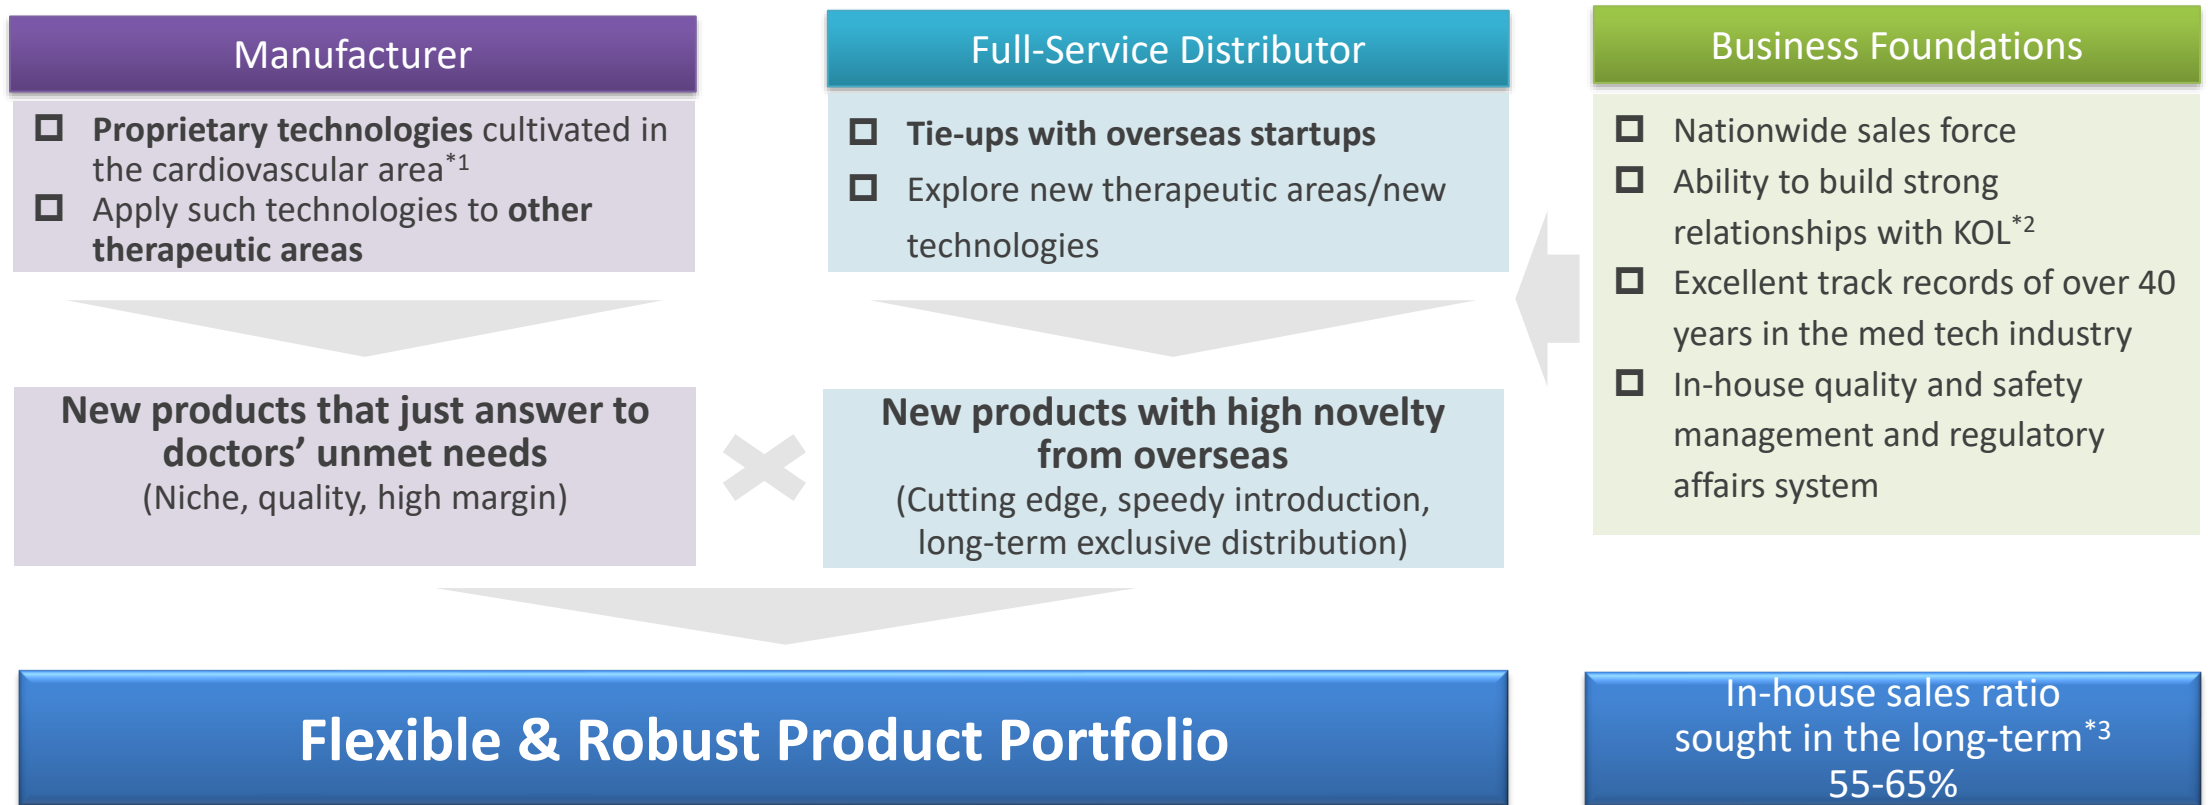 Manufacturer
Proprietary technologies cultivated in
the cardiovascular area*1
Apply such technologies to other
therapeutic areas
New products that just answer to
doctors’ unmet needs
(Niche, quality, high margin)
Full-Service Distributor
Tie-ups with overseas startups
Explore new therapeutic areas/new
technologies
New products with high novelty
from overseas
(Cutting edge, speedy introduction,
long-term exclusive distribution)
Business Foundations
Nationwide sales force
Ability to build strong
relationships with KOL*2
Excellent track records of over 40
years in the med tech industry
In-house quality and safety
management and regulatory
affairs system
Flexible & Robust Product Portfolio
In-house sales ratio
sought in the long-term*3
55-65%